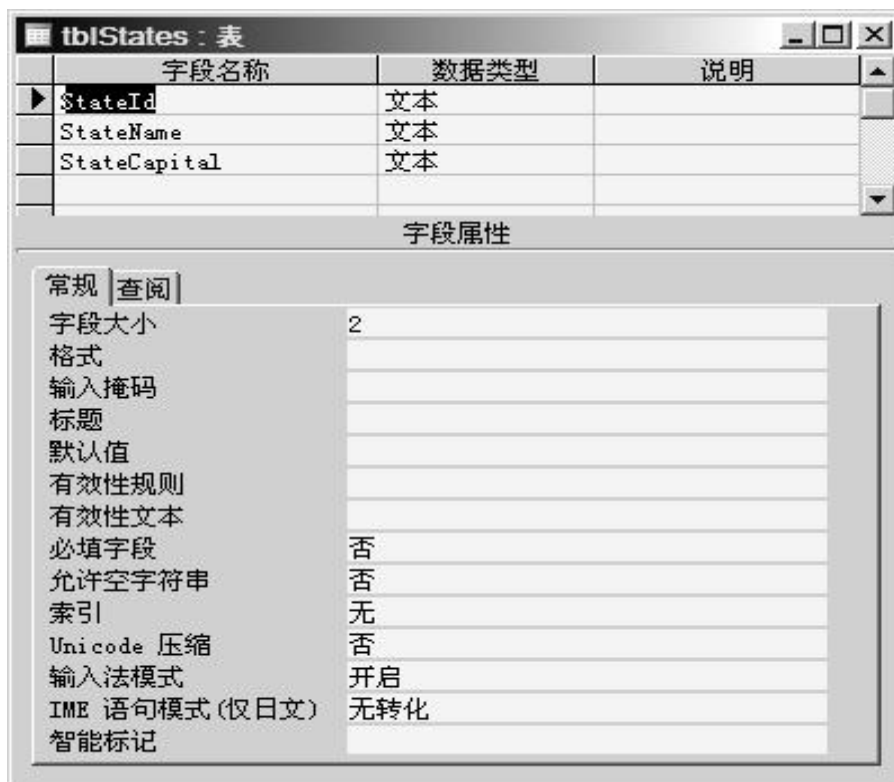 tblStates : 表
字段名称 数据类型 说明
StateId 文本
StateName 文本
StateCapital 文本
字段属性
常规 查阅
字段大小 2
格式
输入掩码
标题
默认值
有效性规则
有效性文本
必填字段 否
允许空字符串 否
索引 无
Unicode 压缩 否
输入法模式 开启
IME 语句模式(仅日文) 无转化
智能标记